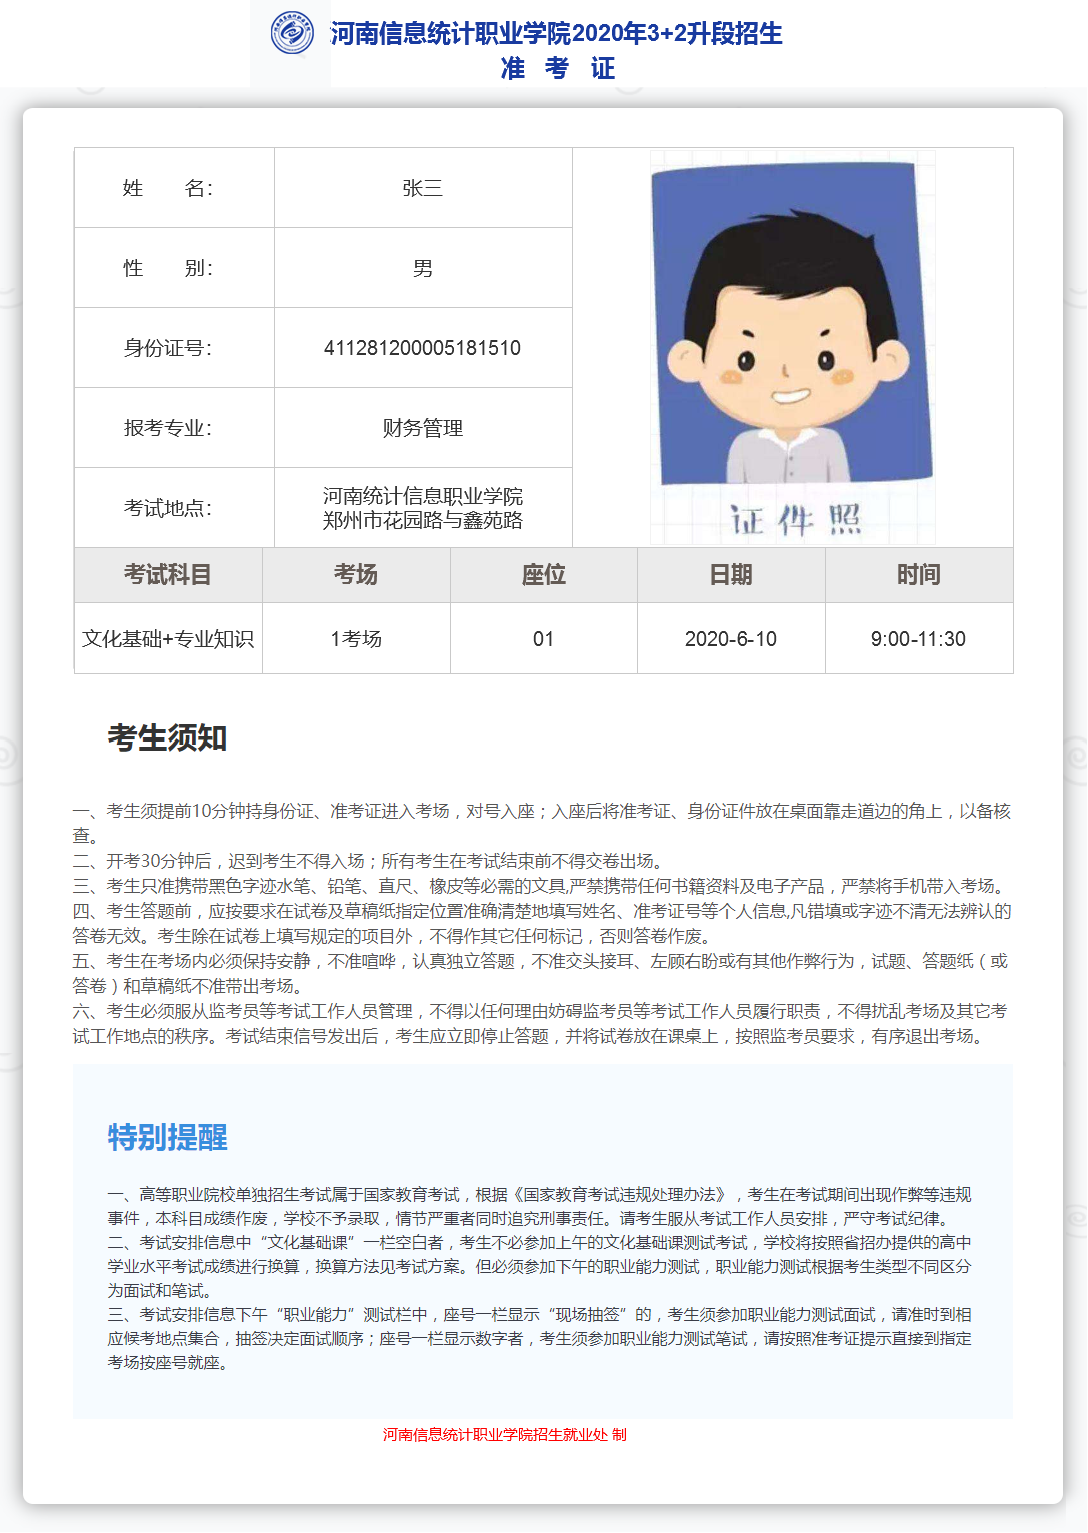 河南信息统计职业学院2020年3+2升段招生
准 考 证
姓 名： 张三
性 别： 男
身份证号： 411281200005181510
报考专业： 财务管理
考试地点： 河南统计信息职业学院
郑州市花园路与鑫苑路
证件照
考试科目 考场 座位 日期 时间
文化基础+专业知识 1考场 01 2020-6-10 9:00-11:30
考生须知
一、考生须提前10分钟持身份证、准考证进入考场，对号入座；入座后将准考证、身份证件放在桌面靠走道边的角上，以备核
查。
二、开考30分钟后，迟到考生不得入场；所有考生在考试结束前不得交卷出场。
三、考生只准携带黑色字迹水笔、铅笔、直尺、橡皮等必需的文具,严禁携带任何书籍资料及电子产品，严禁将手机带入考场。
四、考生答题前，应按要求在试卷及草稿纸指定位置准确清楚地填写姓名、准考证号等个人信息,凡错填或字迹不清无法辨认的
答卷无效。考生除在试卷上填写规定的项目外，不得作其它任何标记，否则答卷作废。
五、考生在考场内必须保持安静，不准喧哗，认真独立答题，不准交头接耳、左顾右盼或有其他作弊行为，试题、答题纸（或
答卷）和草稿纸不准带出考场。
六、考生必须服从监考员等考试工作人员管理，不得以任何理由妨碍监考员等考试工作人员履行职责，不得扰乱考场及其它考
试工作地点的秩序。考试结束信号发出后，考生应立即停止答题，并将试卷放在课桌上，按照监考员要求，有序退出考场。
特别提醒
一、高等职业院校单独招生考试属于国家教育考试，根据《国家教育考试违规处理办法》，考生在考试期间出现作弊等违规
事件，本科目成绩作废，学校不予录取，情节严重者同时追究刑事责任。请考生服从考试工作人员安排，严守考试纪律。
二、考试安排信息中“文化基础课”一栏空白者，考生不必参加上午的文化基础课测试考试，学校将按照省招办提供的高中
学业水平考试成绩进行换算，换算方法见考试方案。但必须参加下午的职业能力测试，职业能力测试根据考生类型不同区分
为面试和笔试。
三、考试安排信息下午“职业能力”测试栏中，座号一栏显示“现场抽签”的，考生须参加职业能力测试面试，请准时到相
应候考地点集合，抽签决定面试顺序；座号一栏显示数字者，考生须参加职业能力测试笔试，请按照准考证提示直接到指定
考场按座号就座。
河南信息统计职业学院招生就业处 制